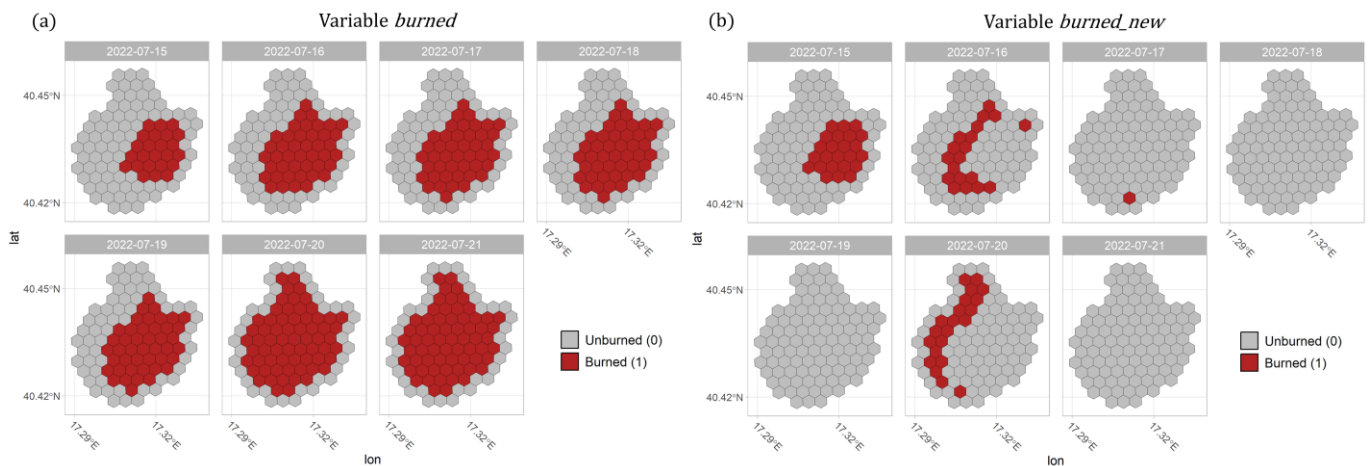 (a) Variable burned
2022-07-15 2022-07-16 2022-07-17 2022-07-18
40.45°N
40.42°N
lat
17.29°E 17.32°E
2022-07-19 2022-07-20 2022-07-21
40.45°N
40.42°N
Unburned (0)
Burned (1)
17.29°E 17.32°E 17.29°E 17.32°E 17.29°E 17.32°E
lon
(b) Variable burned_new
2022-07-15 2022-07-16 2022-07-17 2022-07-18
40.45°N
40.42°N
lat
17.29°E 17.32°E
2022-07-19 2022-07-20 2022-07-21
40.45°N
40.42°N
Unburned (0)
Burned (1)
17.29°E 17.32°E 17.29°E 17.32°E 17.29°E 17.32°E
lon